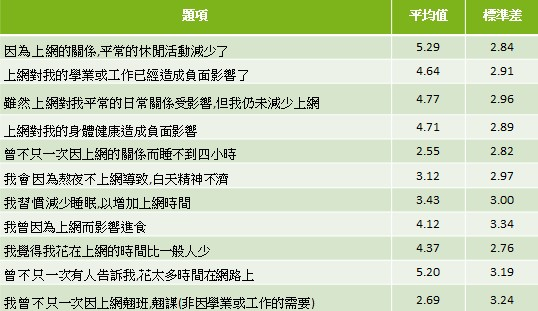 題項 平均值 標準差
因為上網的關係,平常的休閒活動減少了 5.29 2.84
上網對我的學業或工作已經造成負面影響了 4.64 2.91
雖然上網對我平常的日常關係受影響,但我仍未減少上網 4.77 2.96
上網對我的身體健康造成負面影響 4.71 2.89
曾不只一次因上網的關係而睡不到四小時 2.55 2.82
我會因為熬夜不上網導致,白天精神不濟 3.12 2.97
我習慣減少睡眠,以增加上網時間 3.43 3.00
我曾因為上網而影響進食 4.12 3.34
我覺得我花在上網的時間比一般人少 4.37 2.76
曾不只一次有人告訴我,花太多時間在網路上 5.20 3.19
我曾不只一次因上網翹班,翹課(非因學業或工作的需要) 2.69 3.24